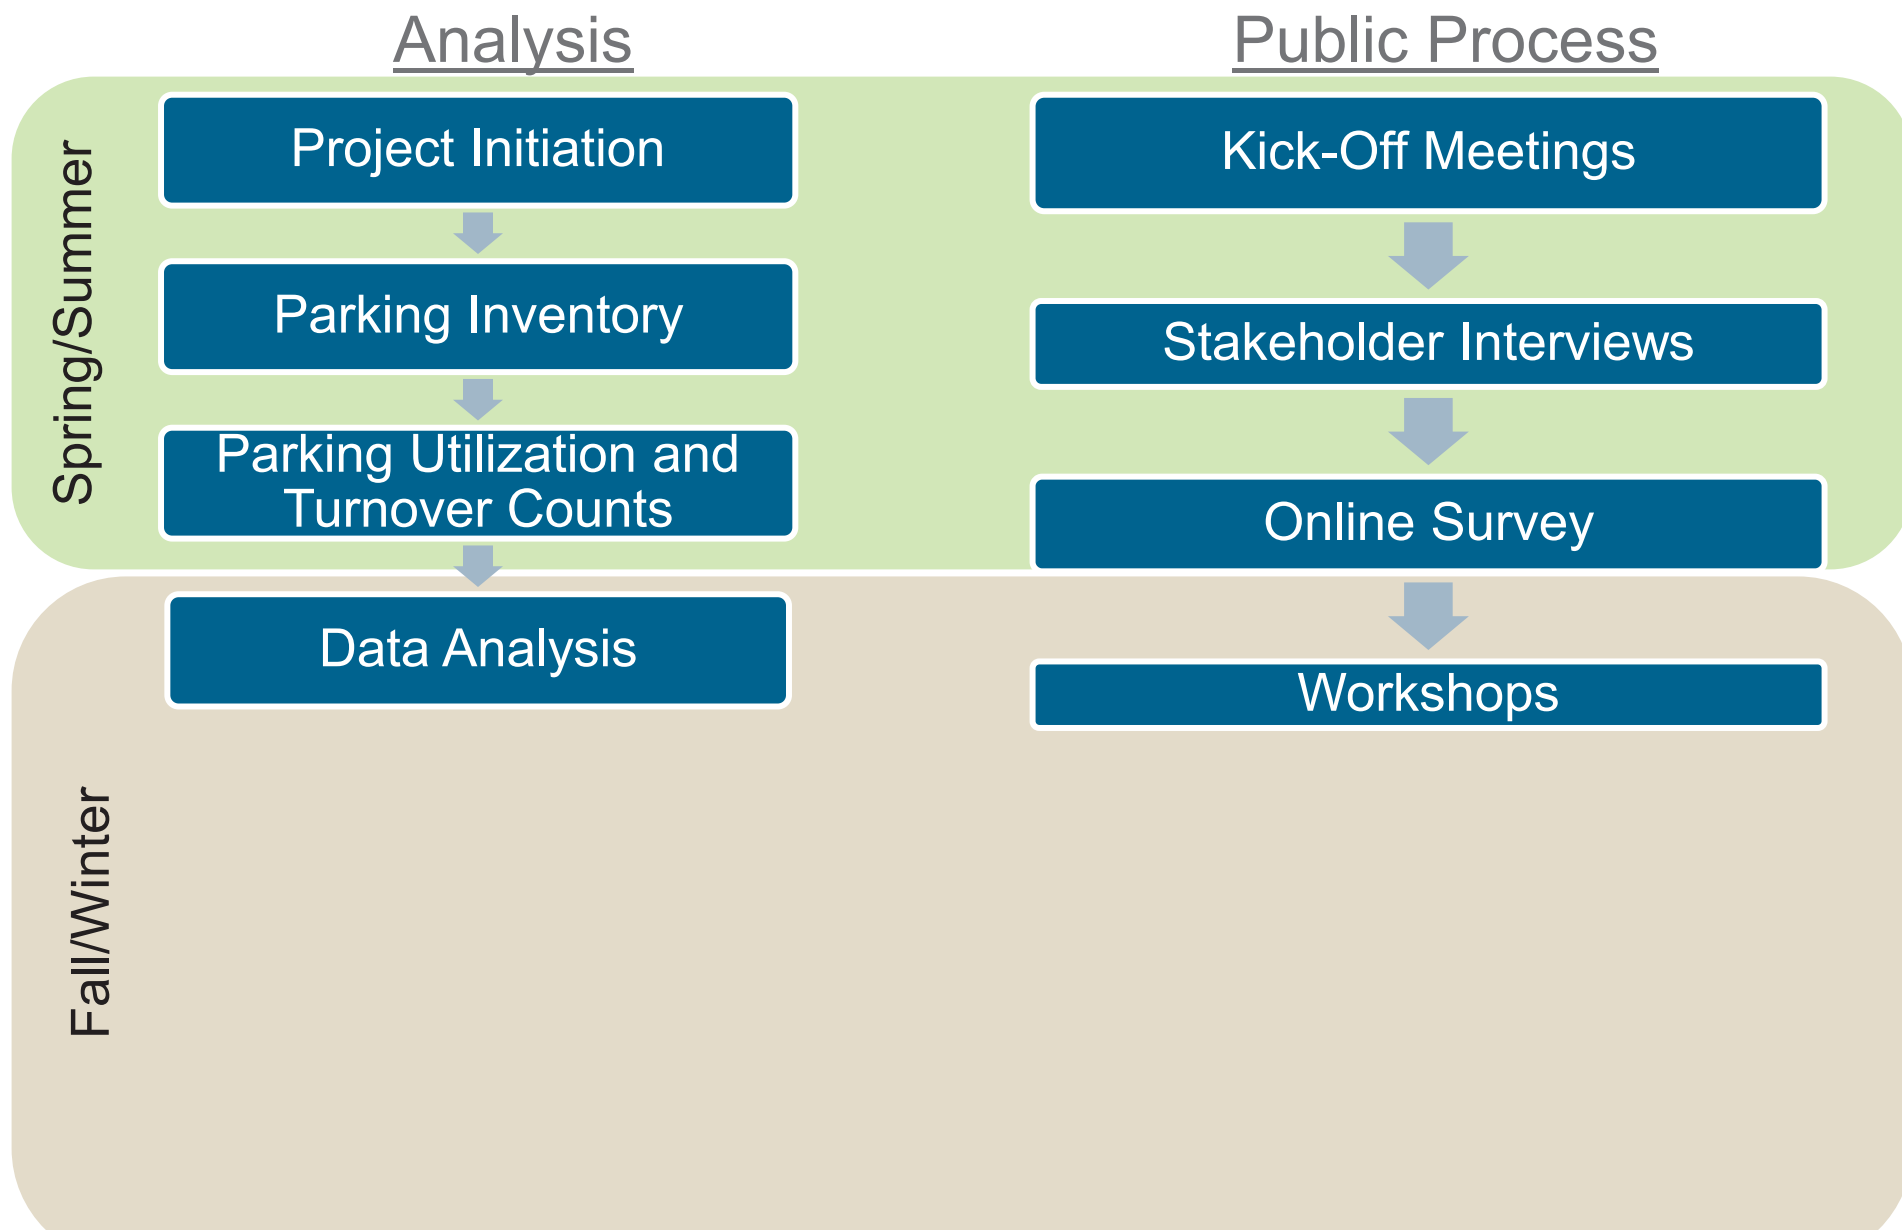 Analysis
Public Process
Spring/Summer
Project Initiation
Parking Inventory
Parking Utilization and
Turnover Counts
Kick-Off Meetings
Stakeholder Interviews
Online Survey
Fall/Winter
Data Analysis
Workshops